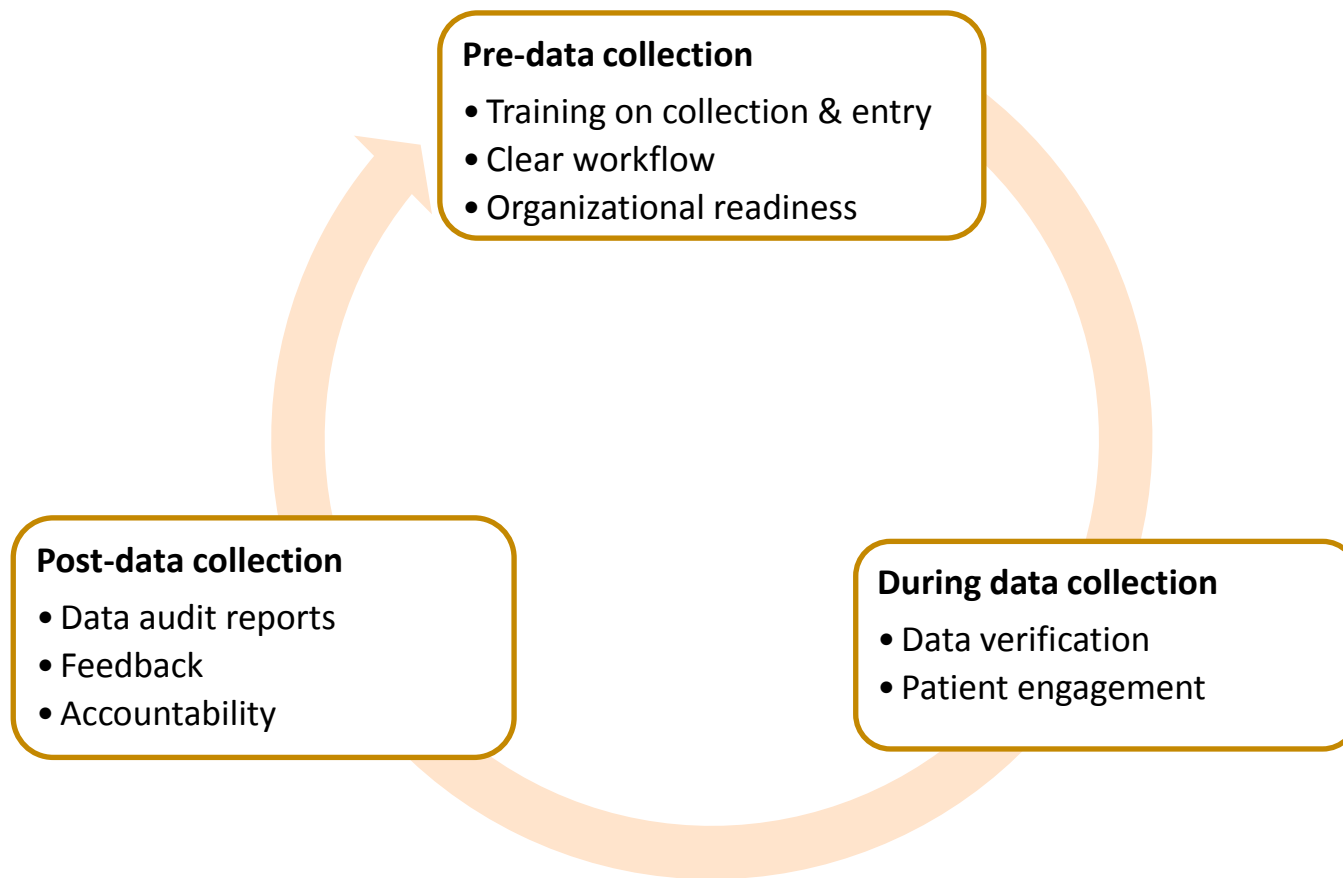 Pre-data collection
• Training on collection & entry
• Clear workflow
• Organizational readiness
During data collection
• Data verification
• Patient engagement
Post-data collection
• Data audit reports
• Feedback
• Accountability